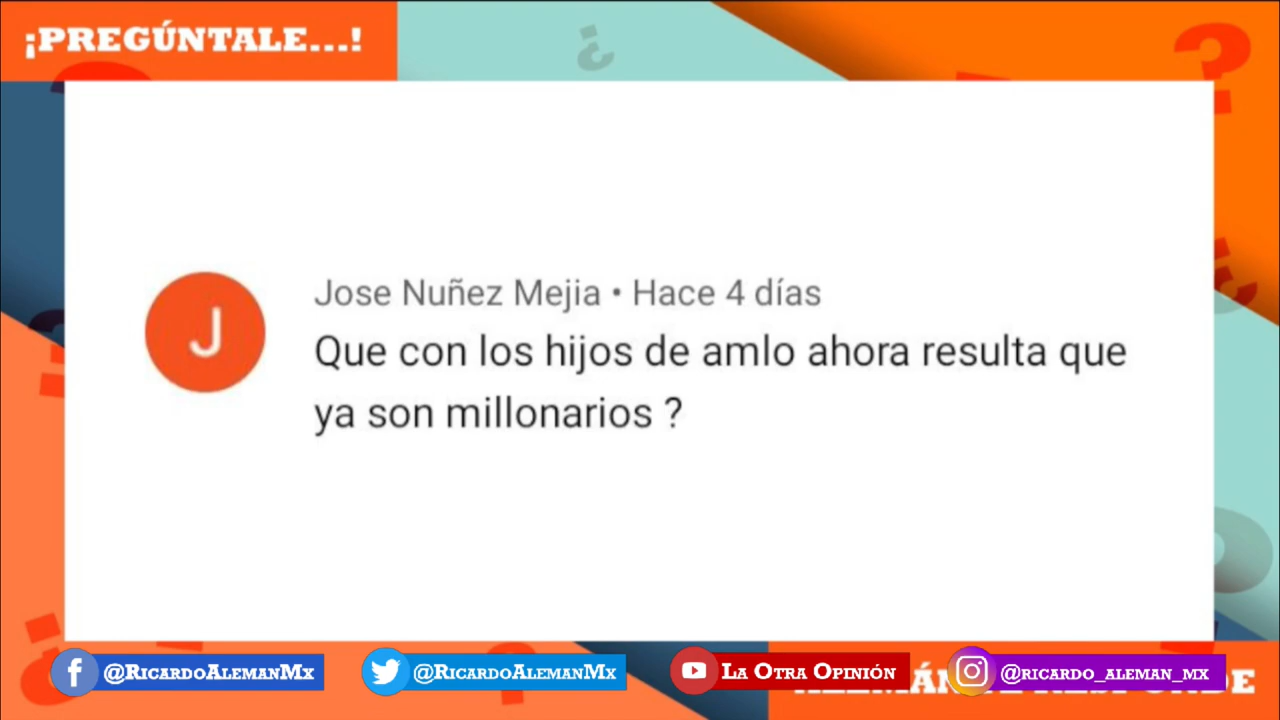 ¡PREGÚNTALE...!
J
Jose Nuñez Mejia • Hace 4 días
Que con los hijos de amlo ahora resulta que
ya son millonarios ?
@RICARDOALEMANMX
@RICARDOALEMANMX
LA OTRA OPINIÓN
@RICARDO_ALEMAN_MX